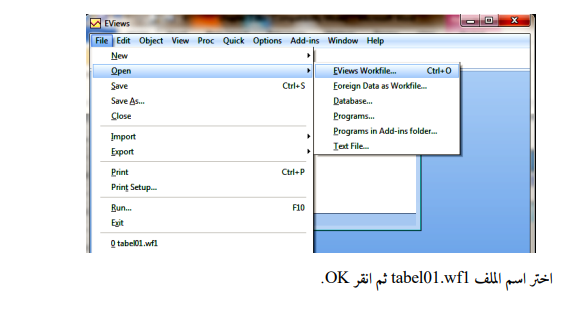 EViews
File Edit Object View Proc Quick Options Add-ins Window Help
New
Open
EViews Workfile... Ctrl+O
Save Ctrl+S
Foreign Data as Workfile...
Save As...
Database...
Close
Programs...
Programs in Add-ins folder...
Import
Text File...
Export
Print Ctrl+P
Print Setup...
Run... F10
Exit
0 tabel01.wf1
اختر اسم الملف tabel01.wf1 ثم انقر OK.